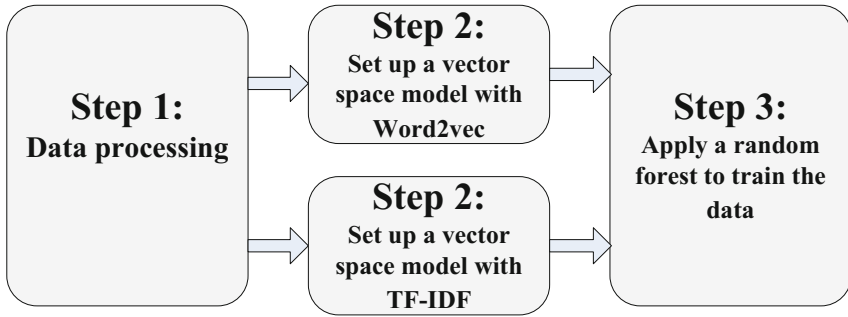 Step 1:
Data processing
Step 2:
Set up a vector
space model with
Word2vec
Step 2:
Set up a vector
space model with
TF-IDF
Step 3:
Apply a random
forest to train the
data